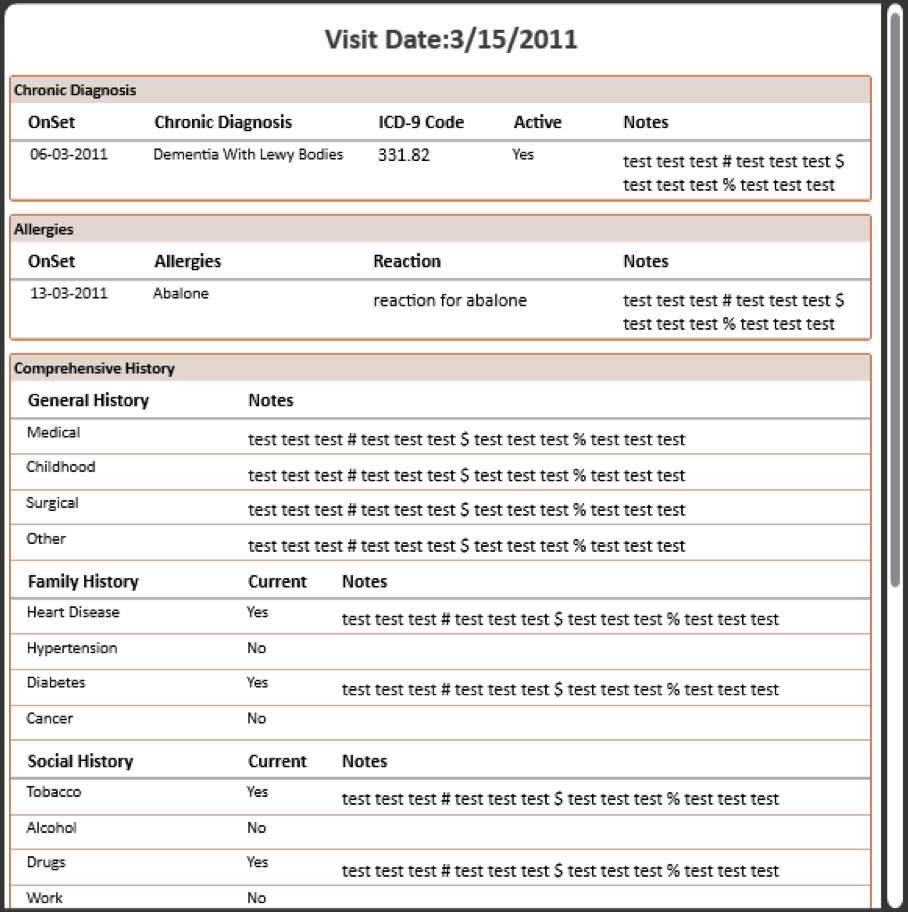 Visit Date:3/15/2011
Chronic Diagnosis
OnSet Chronic Diagnosis ICD-9 Code Active Notes
06-03-2011 Dementia With Lewy Bodies 331.82 Yes test test test # test test test $
test test test % test test test
Allergies
OnSet Allergies Reaction Notes
13-03-2011 Abalone reaction for abalone test test test # test test test $
test test test % test test test
Comprehensive History
General History Notes
Medical test test test # test test test $ test test test % test test test
Childhood test test test # test test test $ test test test % test test test
Surgical test test test # test test test $ test test test % test test test
Other test test test # test test test $ test test test % test test test
Family History Current Notes
Heart Disease Yes test test test # test test test $ test test test % test test test
Hypertension No
Diabetes Yes test test test # test test test $ test test test % test test test
Cancer No
Social History Current Notes
Tobacco Yes test test test # test test test $ test test test % test test test
Alcohol No
Drugs Yes test test test # test test test $ test test test % test test test
Work No